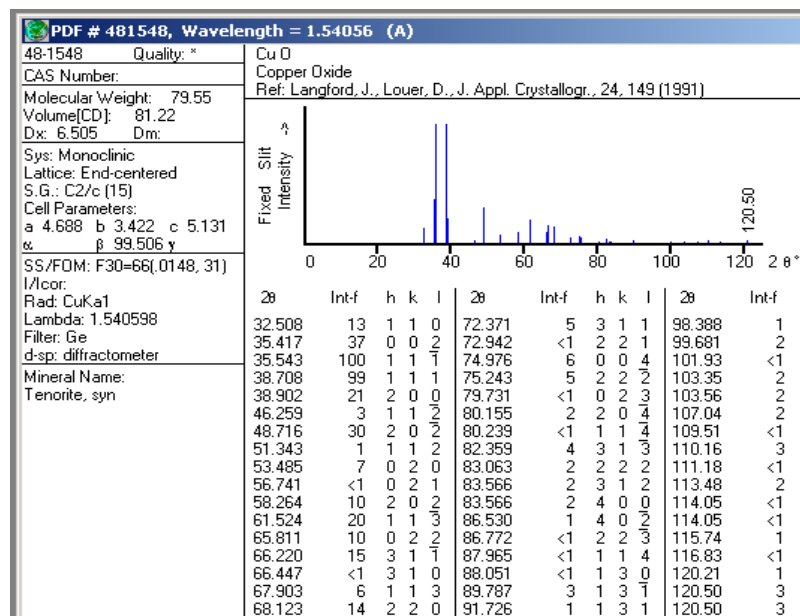 PDF # 481548, Wavelength = 1.54056 (A)
48-1548 Quality: *
CAS Number:
Molecular Weight: 79.55
Volume[CD]: 81.22
Dx: 6.505 Dm:
Sys: Monoclinic
Lattice: End-centered
S.G.: C2/c (15)
Cell Parameters:
a 4.688 b 3.422 c 5.131
α β 99.506 γ
SS/FOM: F30=66(.0148, 31)
I/Icor:
Rad: CuKa1
Lambda: 1.540598
Filter: Ge
d-sp: diffractometer
Mineral Name:
Tenorite, syn
Cu O
Copper Oxide
Ref: Langford, J., Louer, D., J. Appl. Crystallogr., 24, 149 (1991)
Fixed Slit
Intensity ->
120.50
0 20 40 60 80 100 120 2 θ°
2θ Int-f h k l 2θ Int-f h k l 2θ Int-f
32.508 13 1 1 0 72.371 5 3 1 1 98.388 1
35.417 37 0 0 2 72.942 <1 2 2 1 99.681 2
35.543 100 1 1 1̅ 74.976 6 0 0 4 101.93 <1
38.708 99 1 1 1 75.243 5 2 2 2̅ 103.35 2
38.902 21 2 0 0 79.731 <1 0 2 3 103.56 2
46.259 3 1 1 2̅ 80.155 2 2 0 4̅ 107.04 2
48.716 30 2 0 2̅ 80.239 <1 1 1 4̅ 109.51 <1
51.343 1 1 1 2 82.359 4 3 1 3̅ 110.16 3
53.485 7 0 2 0 83.063 2 2 2 2 111.18 <1
56.741 <1 0 2 1 83.566 2 3 1 2 113.48 2
58.264 10 2 0 2 83.566 2 4 0 0 114.05 <1
61.524 20 1 1 3̅ 86.530 1 4 0 2̅ 114.05 <1
65.811 10 0 2 2 86.772 <1 2 2 3̅ 115.74 1
66.220 15 3 1 1̅ 87.965 <1 1 1 4 116.83 <1
66.447 <1 3 1 0 88.051 <1 1 3 0 120.21 1
67.903 6 1 1 3 89.787 3 1 3 1̅ 120.50 3
68.123 14 2 2 0 91.726 1 1 3 1 120.50 3